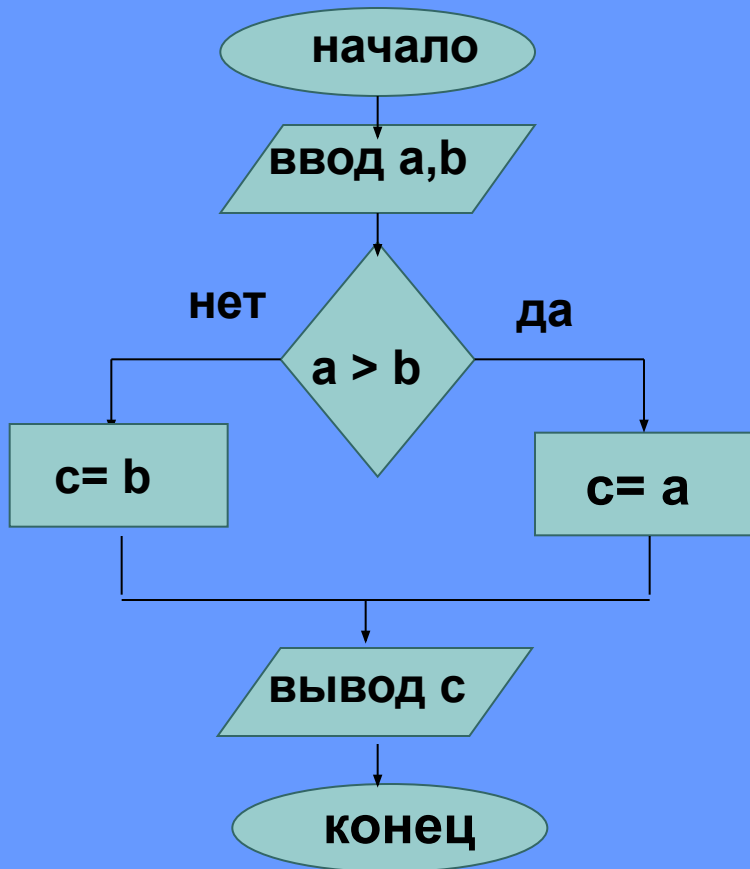 начало
ввод a,b
нет
да
a > b
c= b
c= a
вывод c
конец